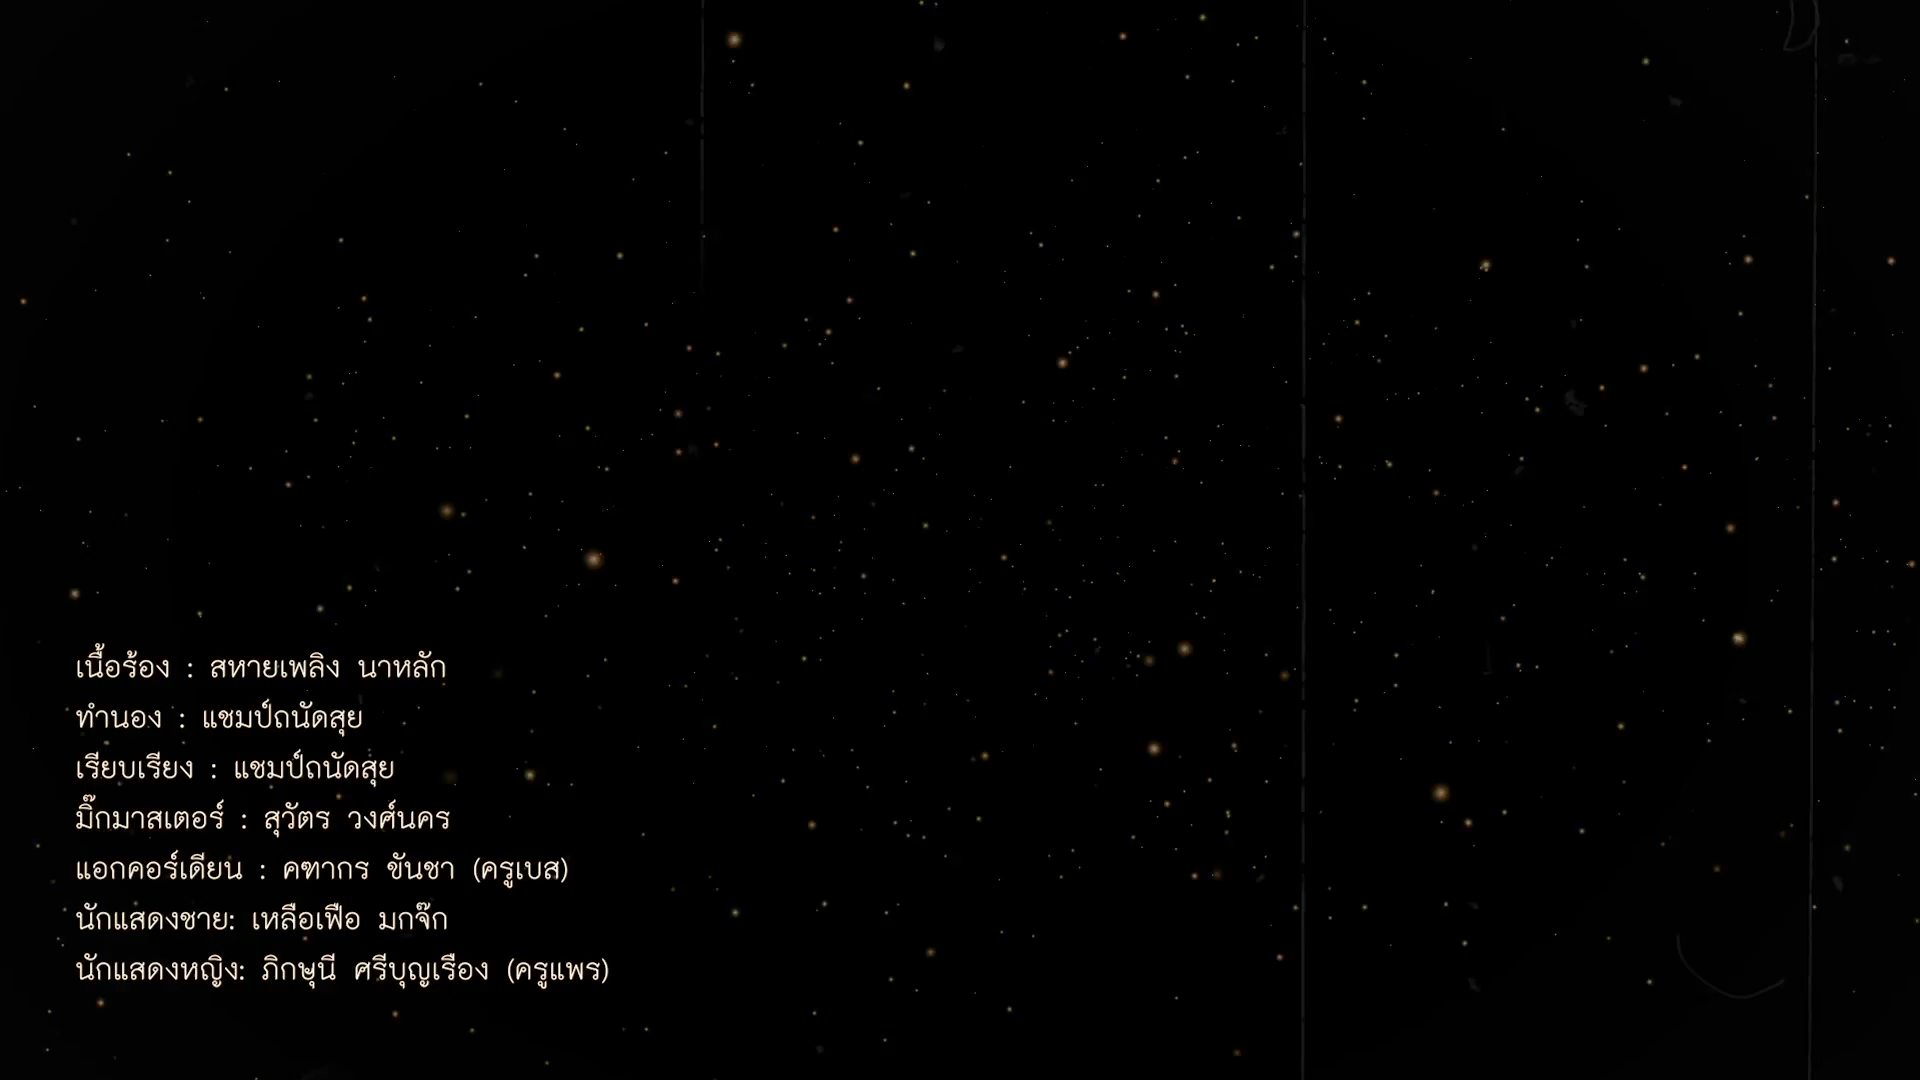 เนื้อร้อง : สหายเพลิง นาหลัก
ทำนอง : แชมป์ถนัดสุย
เรียบเรียง : แชมป์ถนัดสุย
มิ๊กมาสเตอร์ : สุวัตร วงศ์นคร
แอกคอร์เดียน : คฑากร ขันชา (ครูเบส)
นักแสดงชาย: เหลือเฟือ มกจ๊ก
นักแสดงหญิง: ภิกษุนี ศรีบุญเรือง (ครูแพร)